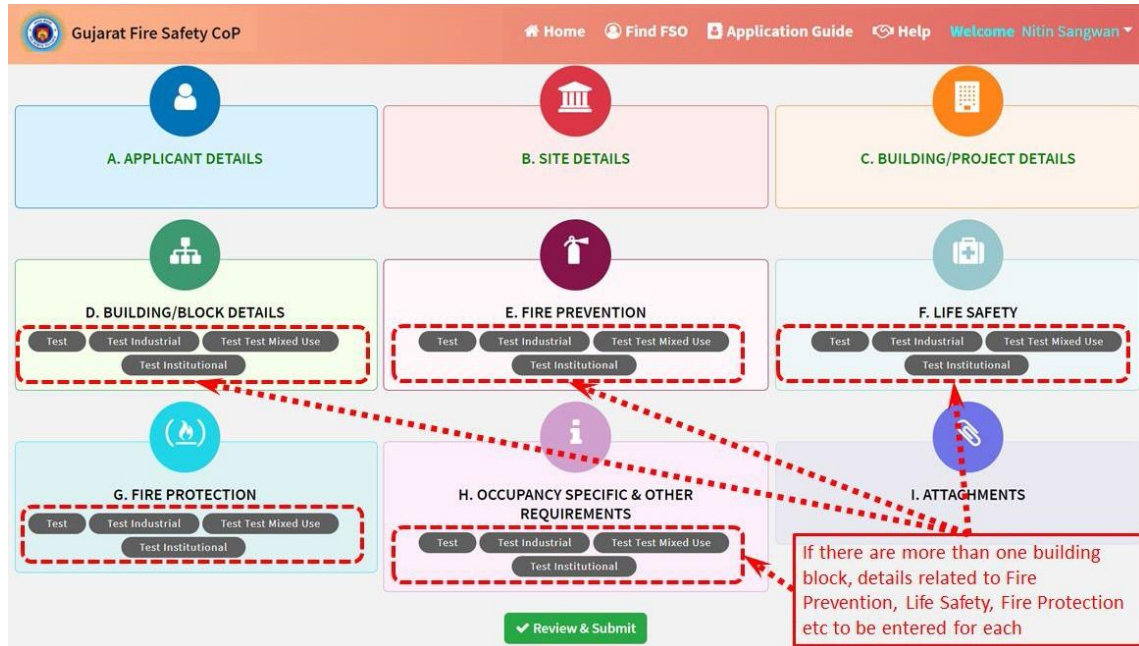 Gujarat Fire Safety CoP
Home Find FSO Application Guide Help Welcome Nitin Sangwan
A. APPLICANT DETAILS
B. SITE DETAILS
C. BUILDING/PROJECT DETAILS
D. BUILDING/BLOCK DETAILS
Test Test Industrial Test Test Mixed Use
Test Institutional
E. FIRE PREVENTION
Test Test Industrial Test Test Mixed Use
Test Institutional
F. LIFE SAFETY
Test Test Industrial Test Test Mixed Use
Test Institutional
G. FIRE PROTECTION
Test Test Industrial Test Test Mixed Use
Test Institutional
H. OCCUPANCY SPECIFIC & OTHER
REQUIREMENTS
Test Test Industrial Test Test Mixed Use
Test Institutional
I. ATTACHMENTS
If there are more than one building
block, details related to Fire
Prevention, Life Safety, Fire Protection
etc to be entered for each
Review & Submit